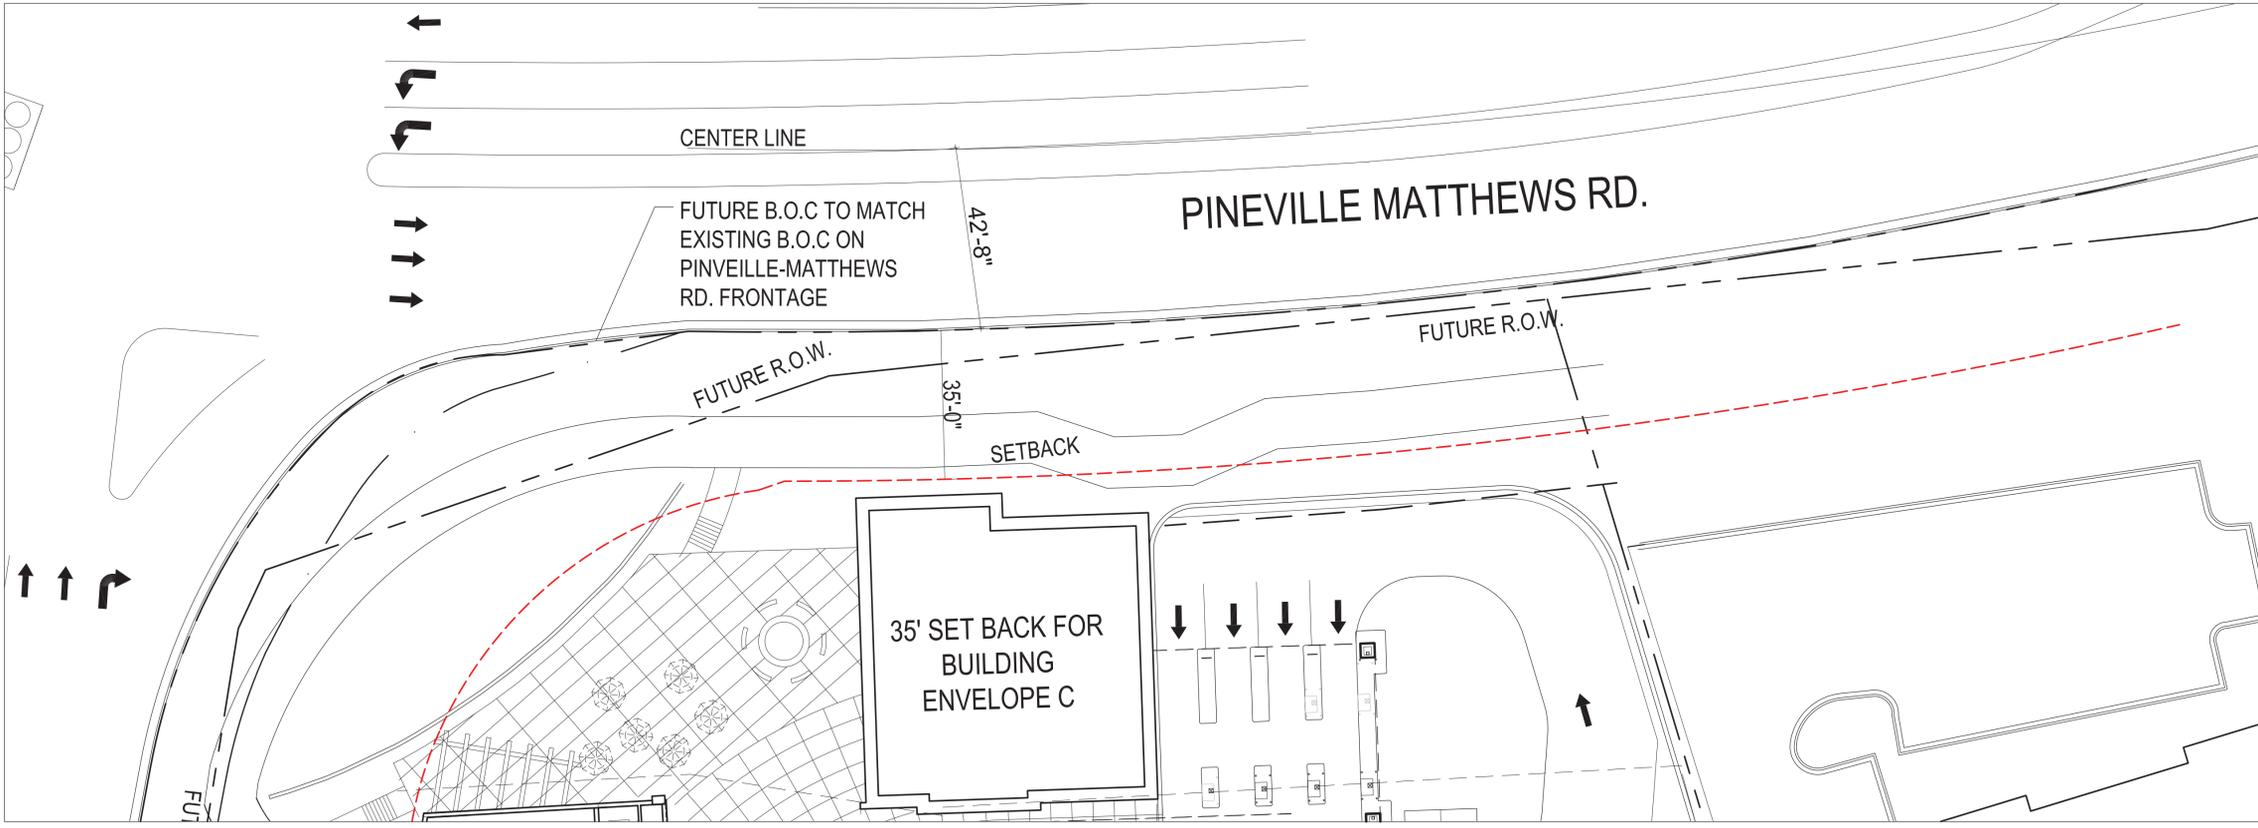 CENTER LINE
FUTURE B.O.C TO MATCH
EXISTING B.O.C ON
PINVEILLE-MATTHEWS
RD. FRONTAGE
42'-8"
PINEVILLE MATTHEWS RD.
FUTURE R.O.W.
FUTURE R.O.W.
35'-0"
SETBACK
35' SET BACK FOR
BUILDING
ENVELOPE C